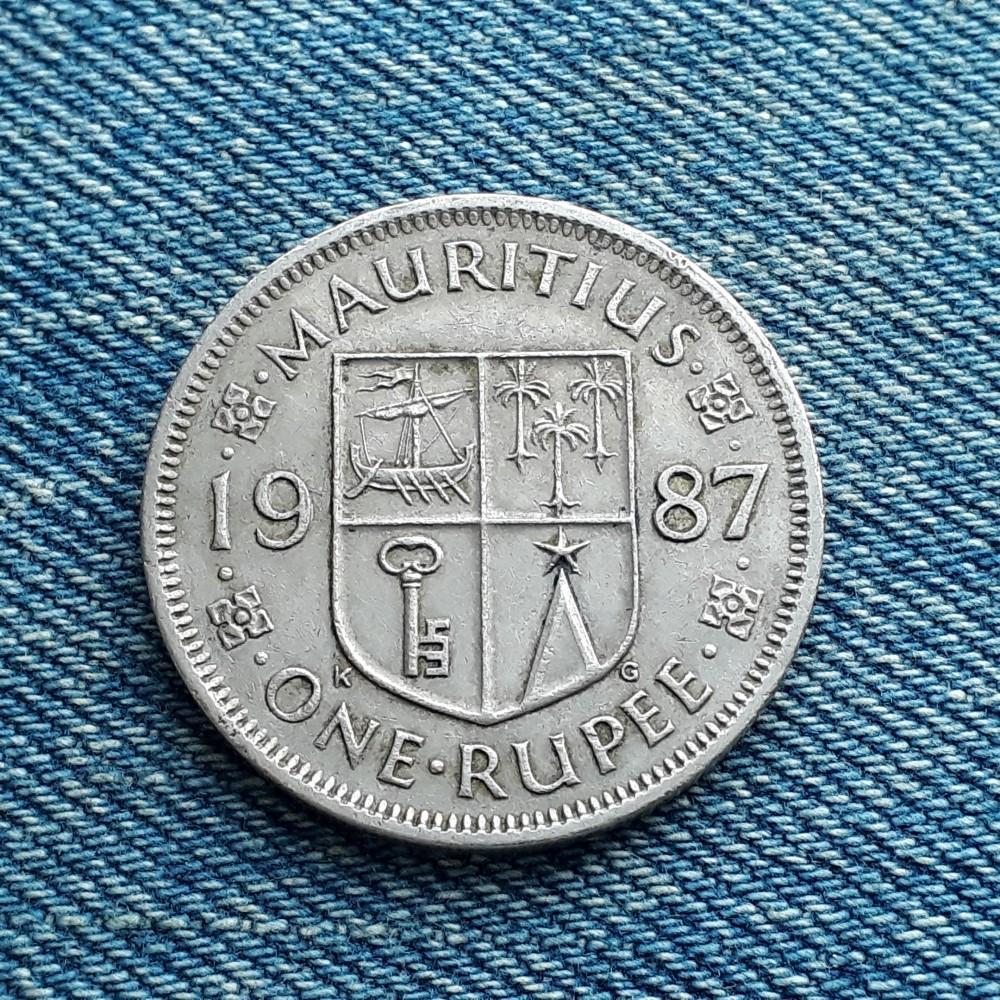 MAURITIUS
1987
K G
ONE·RUPEE